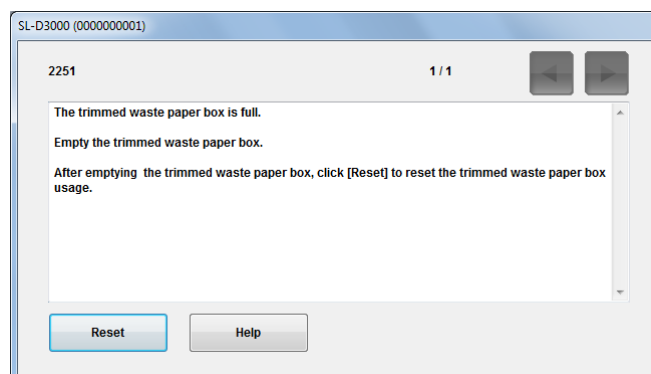 SL-D3000 (0000000001)
2251 1 / 1
The trimmed waste paper box is full.
Empty the trimmed waste paper box.
After emptying the trimmed waste paper box, click [Reset] to reset the trimmed waste paper box
usage.
Reset Help